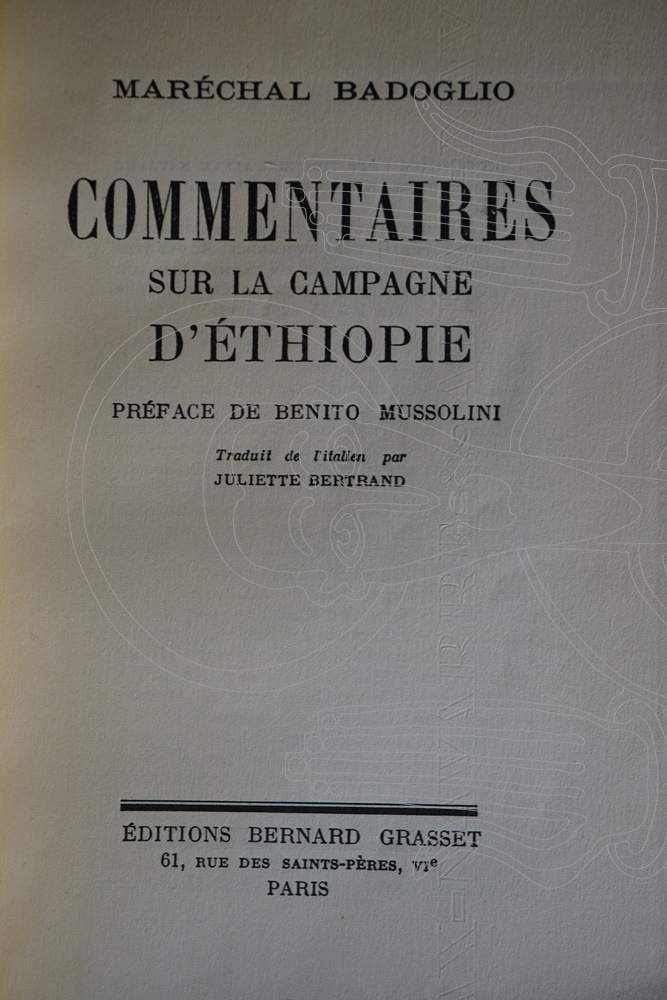 MARÉCHAL BADOGLIO
COMMENTAIRES
SUR LA CAMPAGNE
D'ÉTHIOPIE
PRÉFACE DE BENITO MUSSOLINI
Traduit de l'italien par
JULIETTE BERTRAND
ÉDITIONS BERNARD GRASSET
61, RUE DES SAINTS-PÈRES, VIe
PARIS